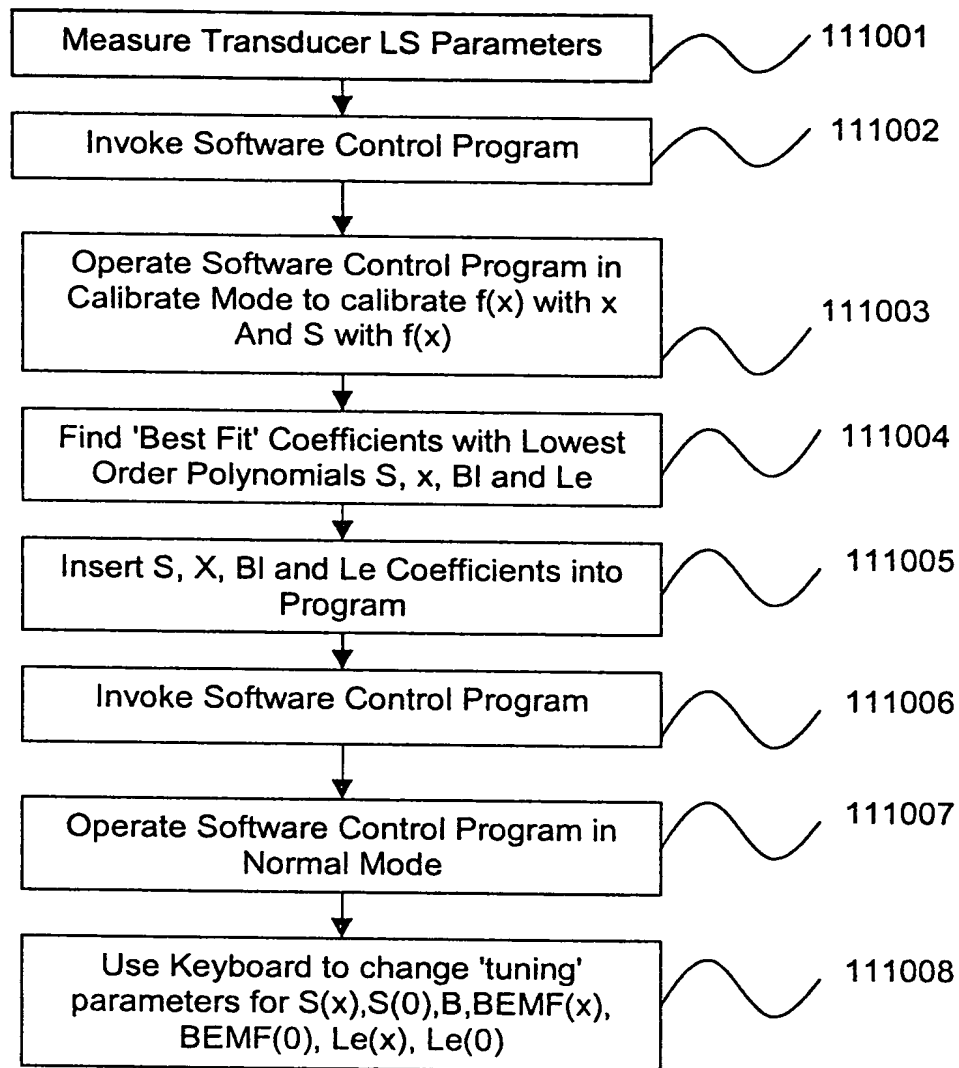 Measure Transducer LS Parameters
111001
Invoke Software Control Program
111002
Operate Software Control Program in
Calibrate Mode to calibrate f(x) with x
And S with f(x)
111003
Find 'Best Fit' Coefficients with Lowest
Order Polynomials S, x, Bl and Le
111004
Insert S, X, Bl and Le Coefficients into
Program
111005
Invoke Software Control Program
111006
Operate Software Control Program in
Normal Mode
111007
Use Keyboard to change 'tuning'
parameters for S(x),S(0),B,BEMF(x),
BEMF(0), Le(x), Le(0)
111008